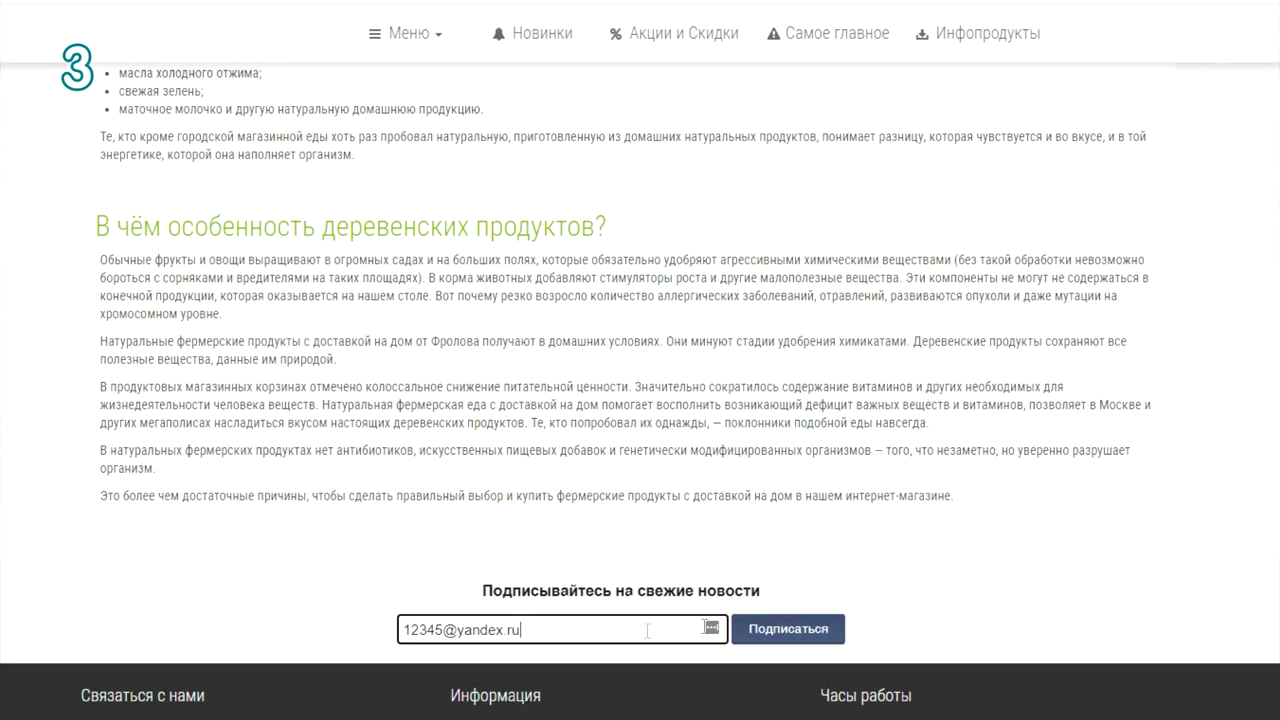 Меню
Новинки
Акции и Скидки
Самое главное
Инфопродукты
3
масла холодного отжима;
свежая зелень;
маточное молочко и другую натуральную домашнюю продукцию.
Те, кто кроме городской магазинной еды хоть раз пробовал натуральную, приготовленную из домашних натуральных продуктов, понимает разницу, которая чувствуется и во вкусе, и в той
энергетике, которой она наполняет организм.
В чём особенность деревенских продуктов?
Обычные фрукты и овощи выращивают в огромных садах и на больших полях, которые обязательно удобряют агрессивными химическими веществами (без такой обработки невозможно
бороться с сорняками и вредителями на таких площадях). В корма животных добавляют стимуляторы роста и другие малополезные вещества. Эти компоненты не могут не содержаться в
конечной продукции, которая оказывается на нашем столе. Вот почему резко возросло количество аллергических заболеваний, отравлений, развиваются опухоли и даже мутации на
хромосомном уровне.
Натуральные фермерские продукты с доставкой на дом от Фролова получают в домашних условиях. Они минуют стадии удобрения химикатами. Деревенские продукты сохраняют все
полезные вещества, данные им природой.
В продуктовых магазинных корзинах отмечено колоссальное снижение питательной ценности. Значительно сократилось содержание витаминов и других необходимых для
жизнедеятельности человека веществ. Натуральная фермерская еда с доставкой на дом помогает восполнить возникающий дефицит важных веществ и витаминов, позволяет в Москве и
других мегаполисах насладиться вкусом настоящих деревенских продуктов. Те, кто попробовал их однажды, — поклонники подобной еды навсегда.
В натуральных фермерских продуктах нет антибиотиков, искусственных пищевых добавок и генетически модифицированных организмов — того, что незаметно, но уверенно разрушает
организм.
Это более чем достаточные причины, чтобы сделать правильный выбор и купить фермерские продукты с доставкой на дом в нашем интернет-магазине.
Подписывайтесь на свежие новости
12345@yandex.ru
Подписаться
Связаться с нами
Информация
Часы работы